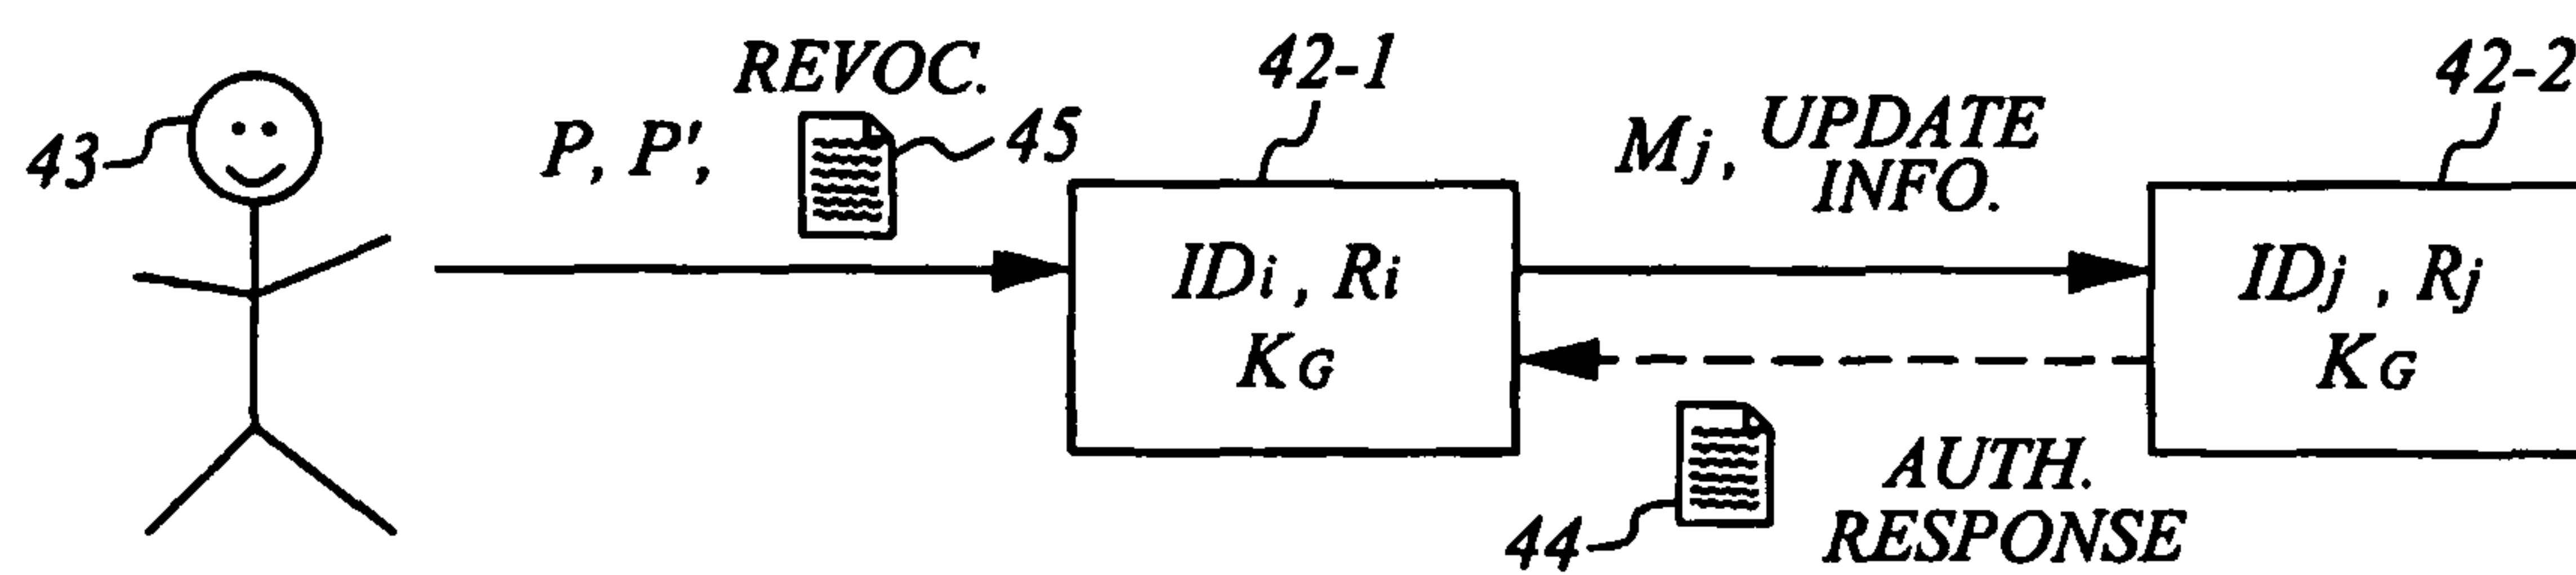 43
P, P',
REVOC.
45
42-1
IDi , Ri
KG
Mj, UPDATE
INFO.
44
AUTH.
RESPONSE
42-2
IDj , Rj
KG